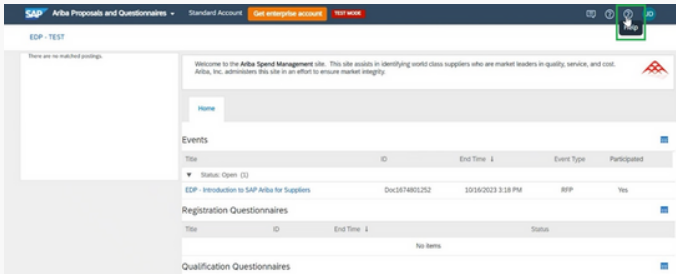 SAP Ariba Proposals and Questionnaires Standard Account Get enterprise account TEST MODE JO
Help
EDP - TEST
There are no matched postings.
Welcome to the Ariba Spend Management site. This site assists in identifying world class suppliers who are market leaders in quality, service, and cost.
Ariba, Inc. administers this site in an effort to ensure market integrity.
Home
Events
Title ID End Time ↓ Event Type Participated
▼ Status: Open (1)
EDP - Introduction to SAP Ariba for Suppliers Doc1674801252 10/16/2023 3:18 PM RFP Yes
Registration Questionnaires
Title ID End Time ↓ Status
No items
Qualification Questionnaires